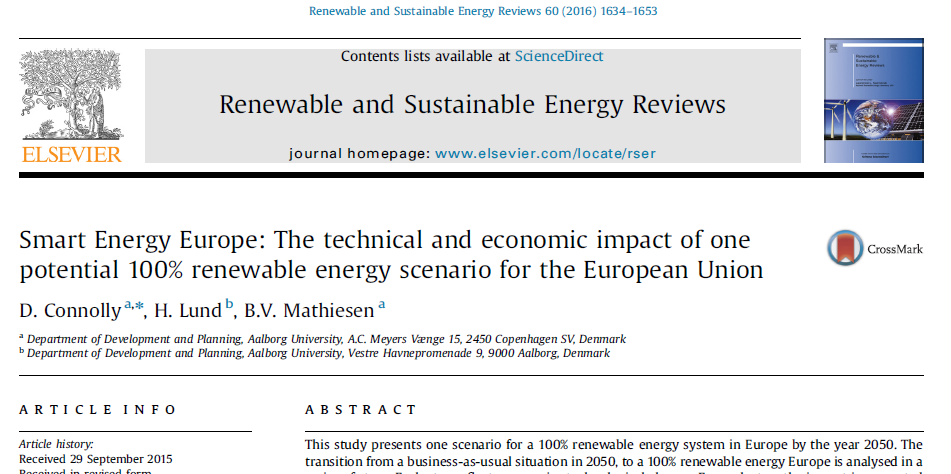 Renewable and Sustainable Energy Reviews 60 (2016) 1634–1653
Contents lists available at ScienceDirect
Renewable and Sustainable Energy Reviews
journal homepage: www.elsevier.com/locate/rser
ELSEVIER
Renewable &
Sustainable
Energy Reviews
Smart Energy Europe: The technical and economic impact of one
potential 100% renewable energy scenario for the European Union
CrossMark
D. Connolly a,*, H. Lund b, B.V. Mathiesen a
a Department of Development and Planning, Aalborg University, A.C. Meyers Vænge 15, 2450 Copenhagen SV, Denmark
b Department of Development and Planning, Aalborg University, Vestre Havnepromenade 9, 9000 Aalborg, Denmark
ARTICLE INFO
Article history:
Received 29 September 2015
Received in revised form
ABSTRACT
This study presents one scenario for a 100% renewable energy system in Europe by the year 2050. The
transition from a business-as-usual situation in 2050, to a 100% renewable energy Europe is analysed in a